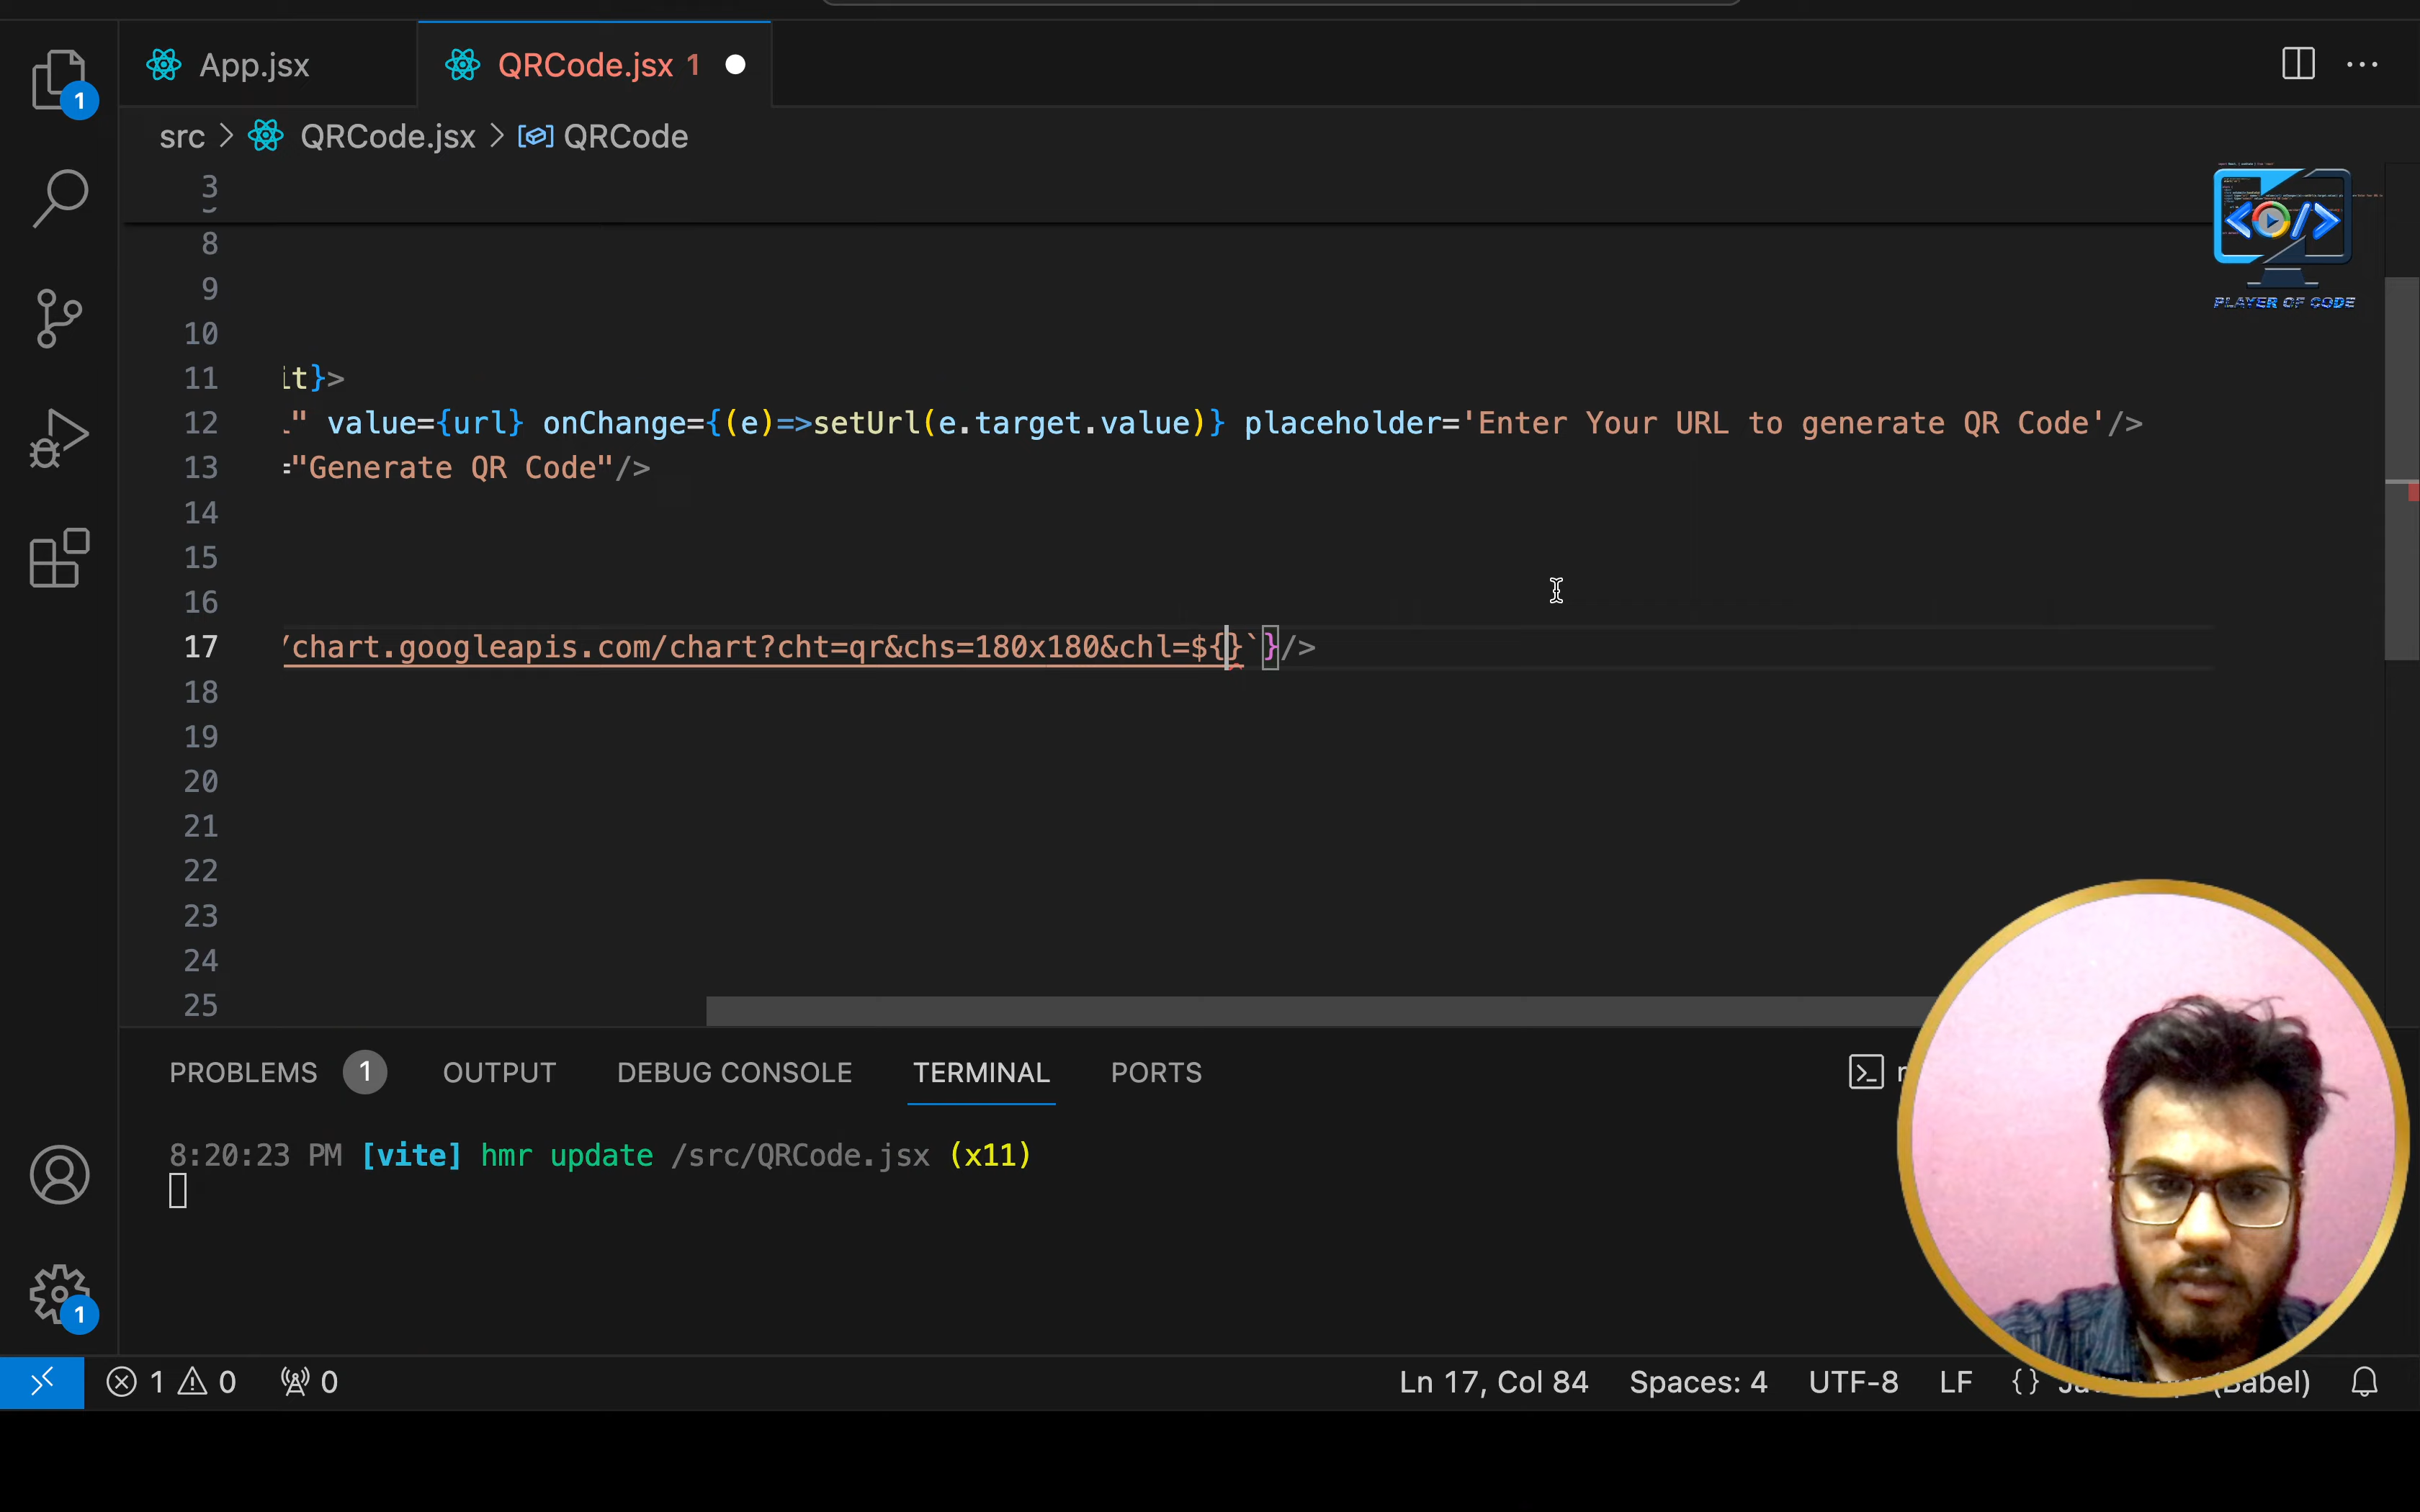 1
App.jsx
QRCode.jsx 1
src > QRCode.jsx > QRCode
PLAYER OF CODE
3
8
9
10
11 it}>
12 l" value={url} onChange={(e)=>setUrl(e.target.value)} placeholder='Enter Your URL to generate QR Code'/>
13 ="Generate QR Code"/>
14
15
16
17 /chart.googleapis.com/chart?cht=qr&chs=180x180&chl=${}`}/>
18
19
20
21
22
23
24
25
PROBLEMS 1 OUTPUT DEBUG CONSOLE TERMINAL PORTS
8:20:23 PM [vite] hmr update /src/QRCode.jsx (x11)
1
1 0 0 Ln 17, Col 84 Spaces: 4 UTF-8 LF {} (Babel)